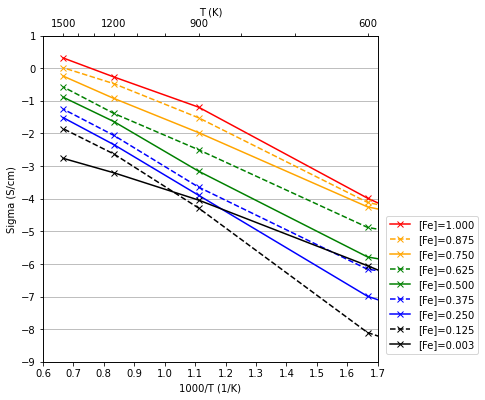 T (K)
1500 1200 900 600
1
0
−1
−2
−3
−4
−5
−6
−7
−8
−9
Sigma (S/cm)
0.6 0.7 0.8 0.9 1.0 1.1 1.2 1.3 1.4 1.5 1.6 1.7
1000/T (1/K)
[Fe]=1.000
[Fe]=0.875
[Fe]=0.750
[Fe]=0.625
[Fe]=0.500
[Fe]=0.375
[Fe]=0.250
[Fe]=0.125
[Fe]=0.003